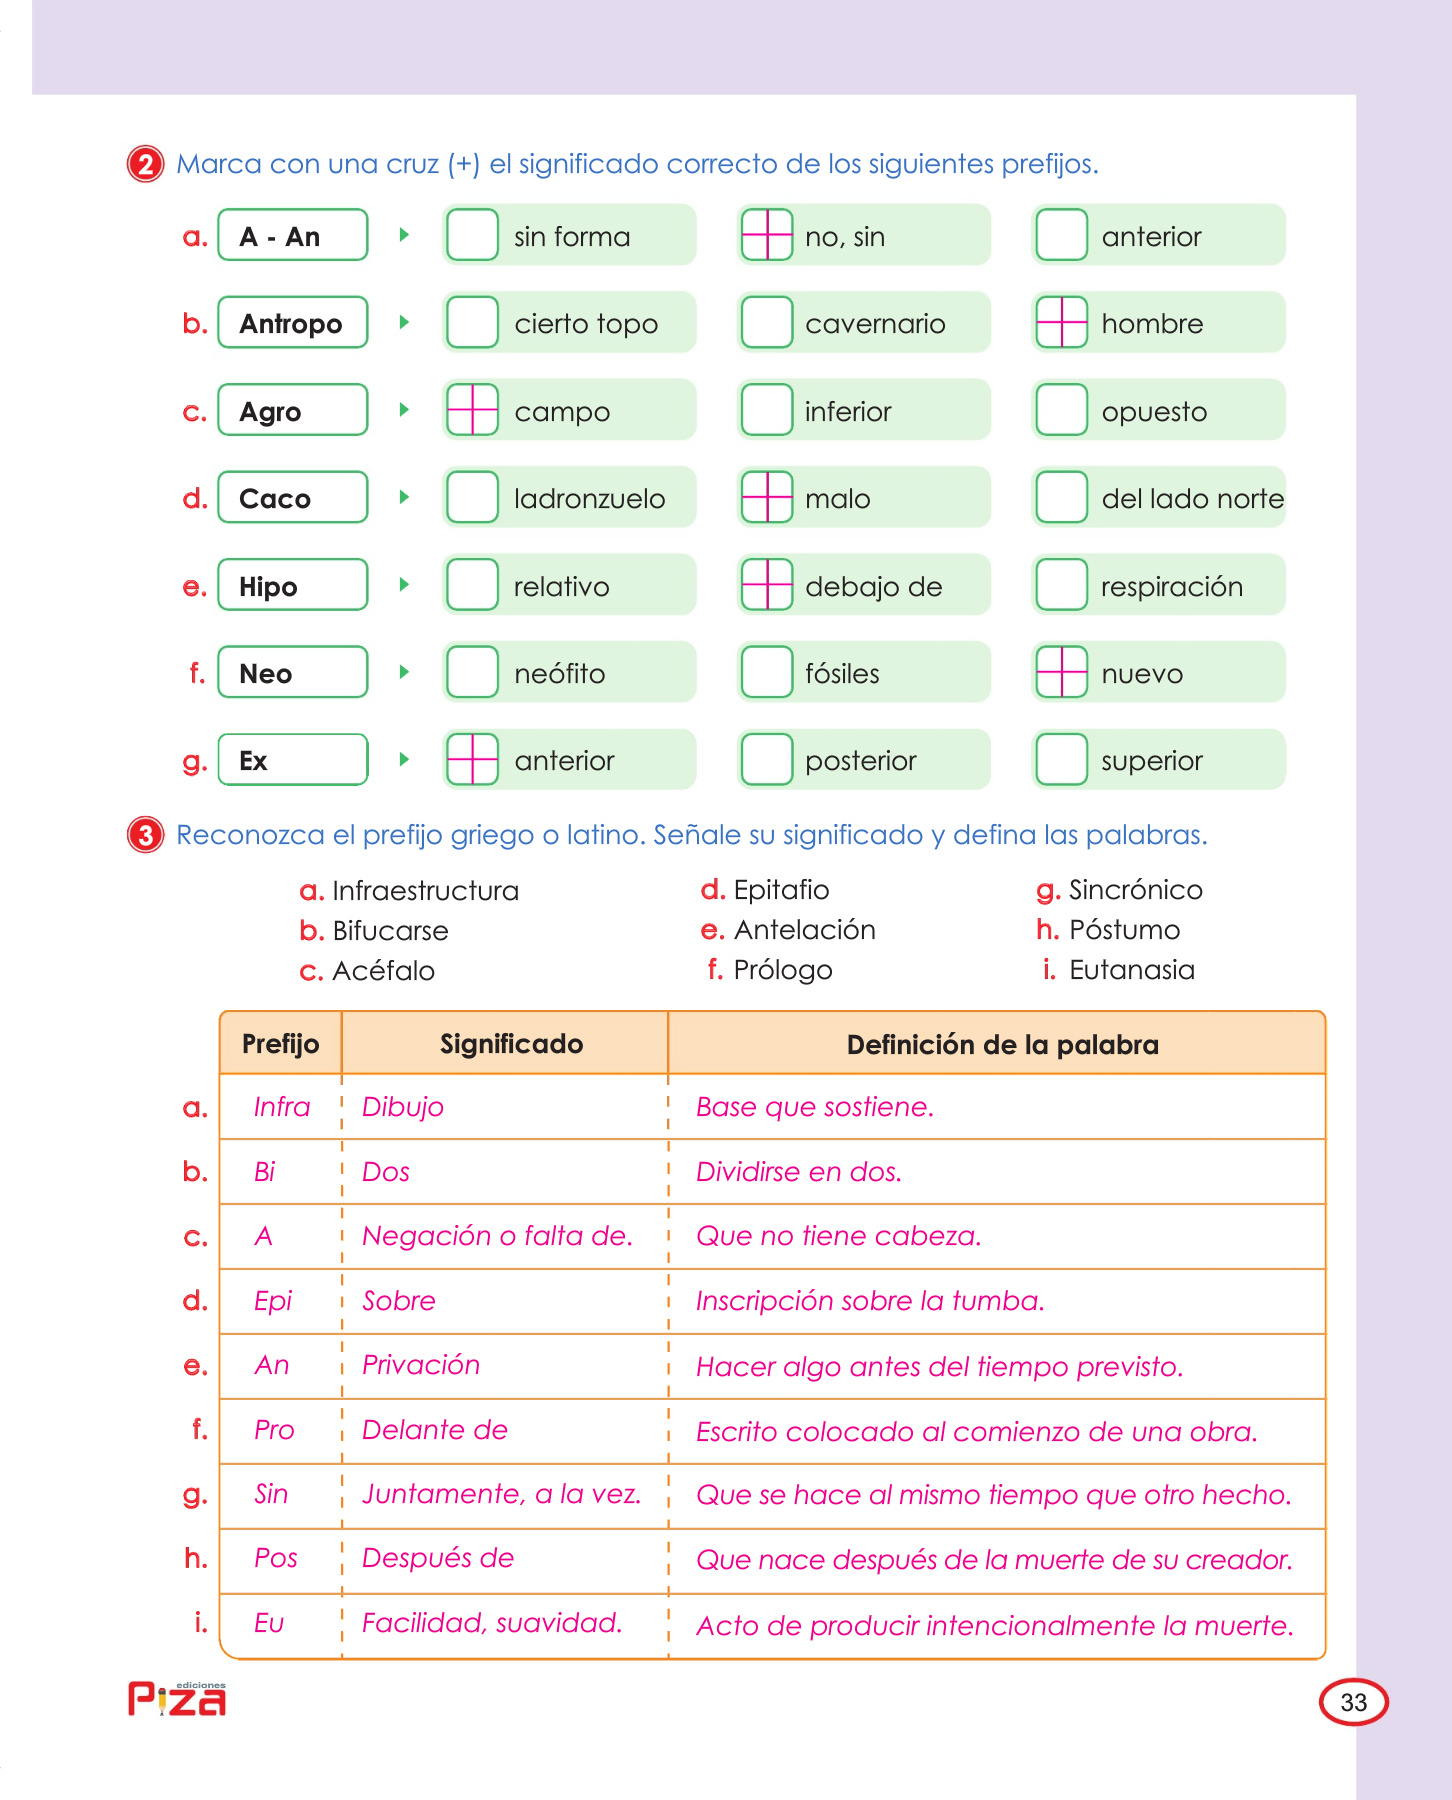 2 Marca con una cruz (+) el significado correcto de los siguientes prefijos.
a. A - An sin forma no, sin anterior
b. Antropo cierto topo cavernario hombre
c. Agro campo inferior opuesto
d. Caco ladronzuelo malo del lado norte
e. Hipo relativo debajo de respiración
f. Neo neófito fósiles nuevo
g. Ex anterior posterior superior
3 Reconozca el prefijo griego o latino. Señale su significado y defina las palabras.
a. Infraestructura d. Epitafio g. Sincrónico
b. Bifucarse e. Antelación h. Póstumo
c. Acéfalo f. Prólogo i. Eutanasia
Prefijo Significado Definición de la palabra
a. Infra Dibujo Base que sostiene.
b. Bi Dos Dividirse en dos.
c. A Negación o falta de. Que no tiene cabeza.
d. Epi Sobre Inscripción sobre la tumba.
e. An Privación Hacer algo antes del tiempo previsto.
f. Pro Delante de Escrito colocado al comienzo de una obra.
g. Sin Juntamente, a la vez. Que se hace al mismo tiempo que otro hecho.
h. Pos Después de Que nace después de la muerte de su creador.
i. Eu Facilidad, suavidad. Acto de producir intencionalmente la muerte.
ediciones
Piza
33